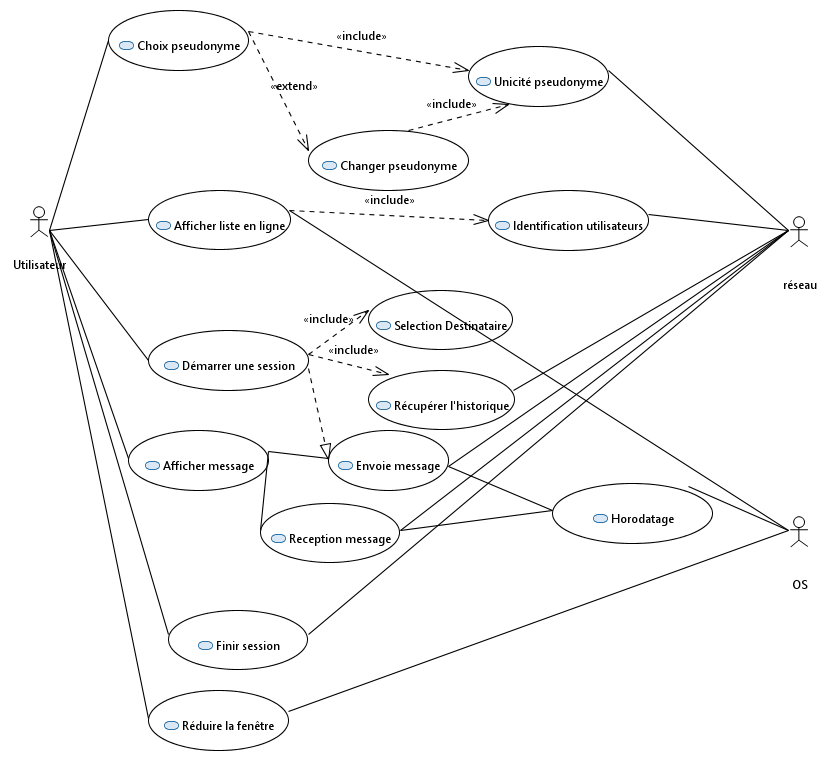 «include»
Choix pseudonyme
Unicité pseudonyme
«extend»
«include»
Changer pseudonyme
«include»
Afficher liste en ligne
Identification utilisateurs
Utilisateur
réseau
«include»
Selection Destinataire
«include»
Démarrer une session
Récupérer l'historique
Afficher message
Envoie message
Horodatage
Reception message
OS
Finir session
Réduire la fenêtre